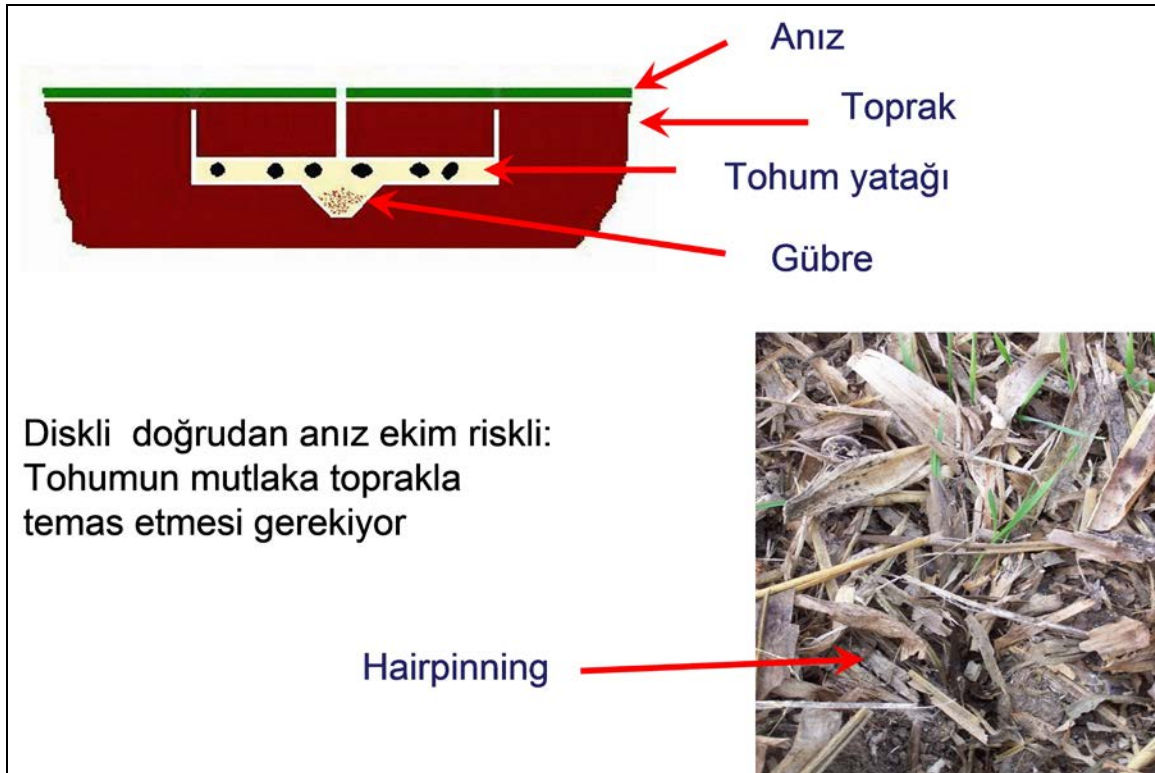 Anız
Toprak
Tohum yatağı
Gübre
Diskli doğrudan anız ekim riskli:
Tohumun mutlaka toprakla
temas etmesi gerekiyor
Hairpinning